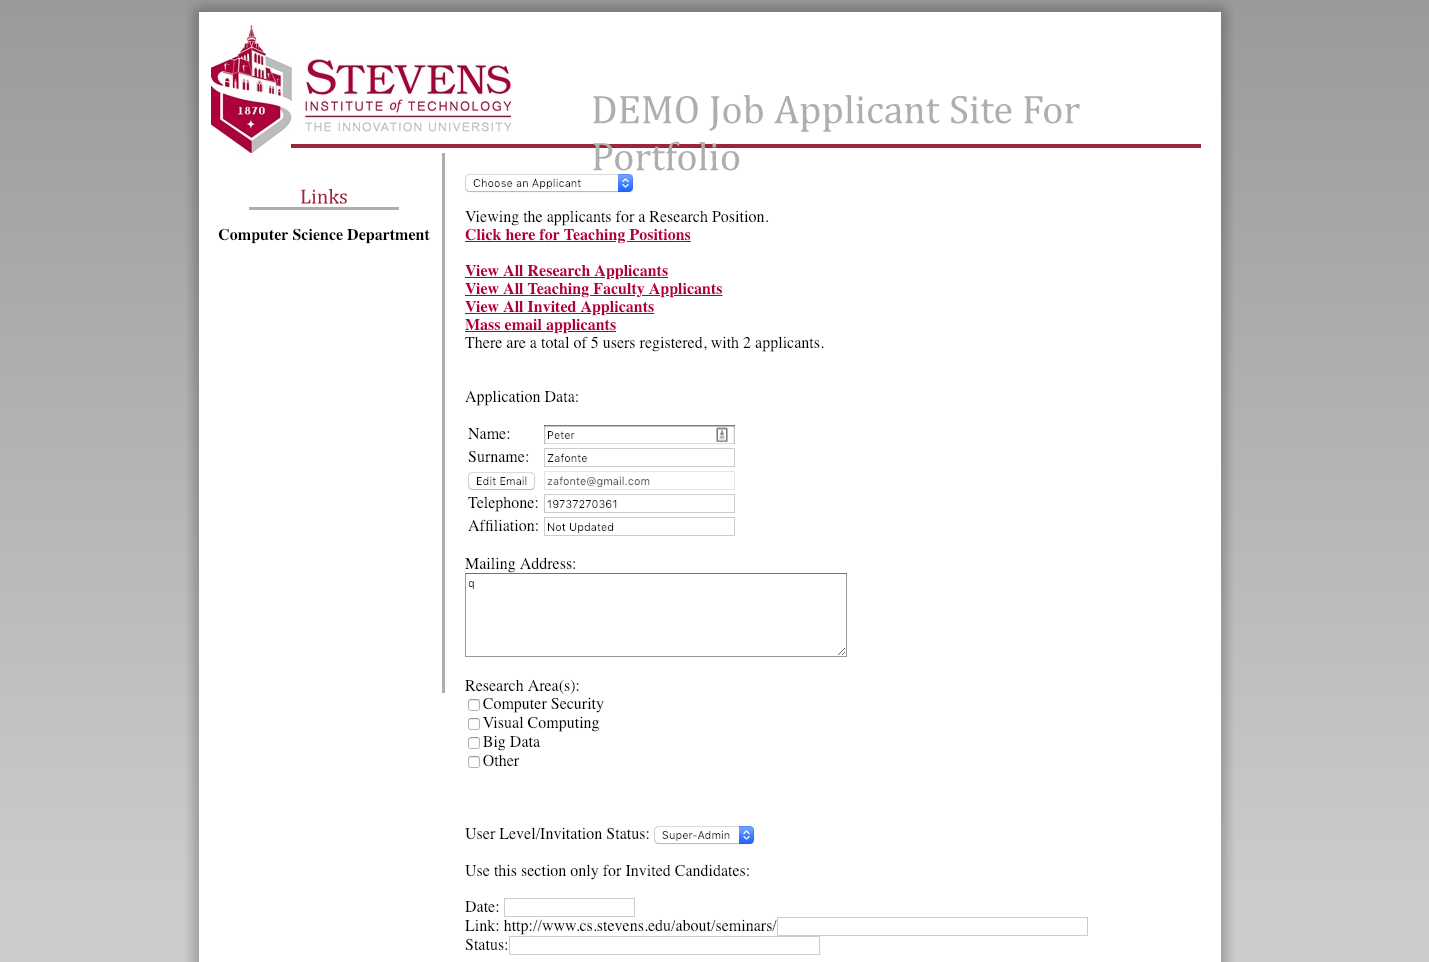 1870
STEVENS
INSTITUTE of TECHNOLOGY
THE INNOVATION UNIVERSITY
DEMO Job Applicant Site For
Portfolio
Links
Computer Science Department
Choose an Applicant
Viewing the applicants for a Research Position.
Click here for Teaching Positions
View All Research Applicants
View All Teaching Faculty Applicants
View All Invited Applicants
Mass email applicants
There are a total of 5 users registered, with 2 applicants.
Application Data:
Name: Peter
Surname: Zafonte
Edit Email zafonte@gmail.com
Telephone: 19737270361
Affiliation: Not Updated
Mailing Address:
q
Research Area(s):
Computer Security
Visual Computing
Big Data
Other
User Level/Invitation Status: Super-Admin
Use this section only for Invited Candidates:
Date:
Link: http://www.cs.stevens.edu/about/seminars/
Status: